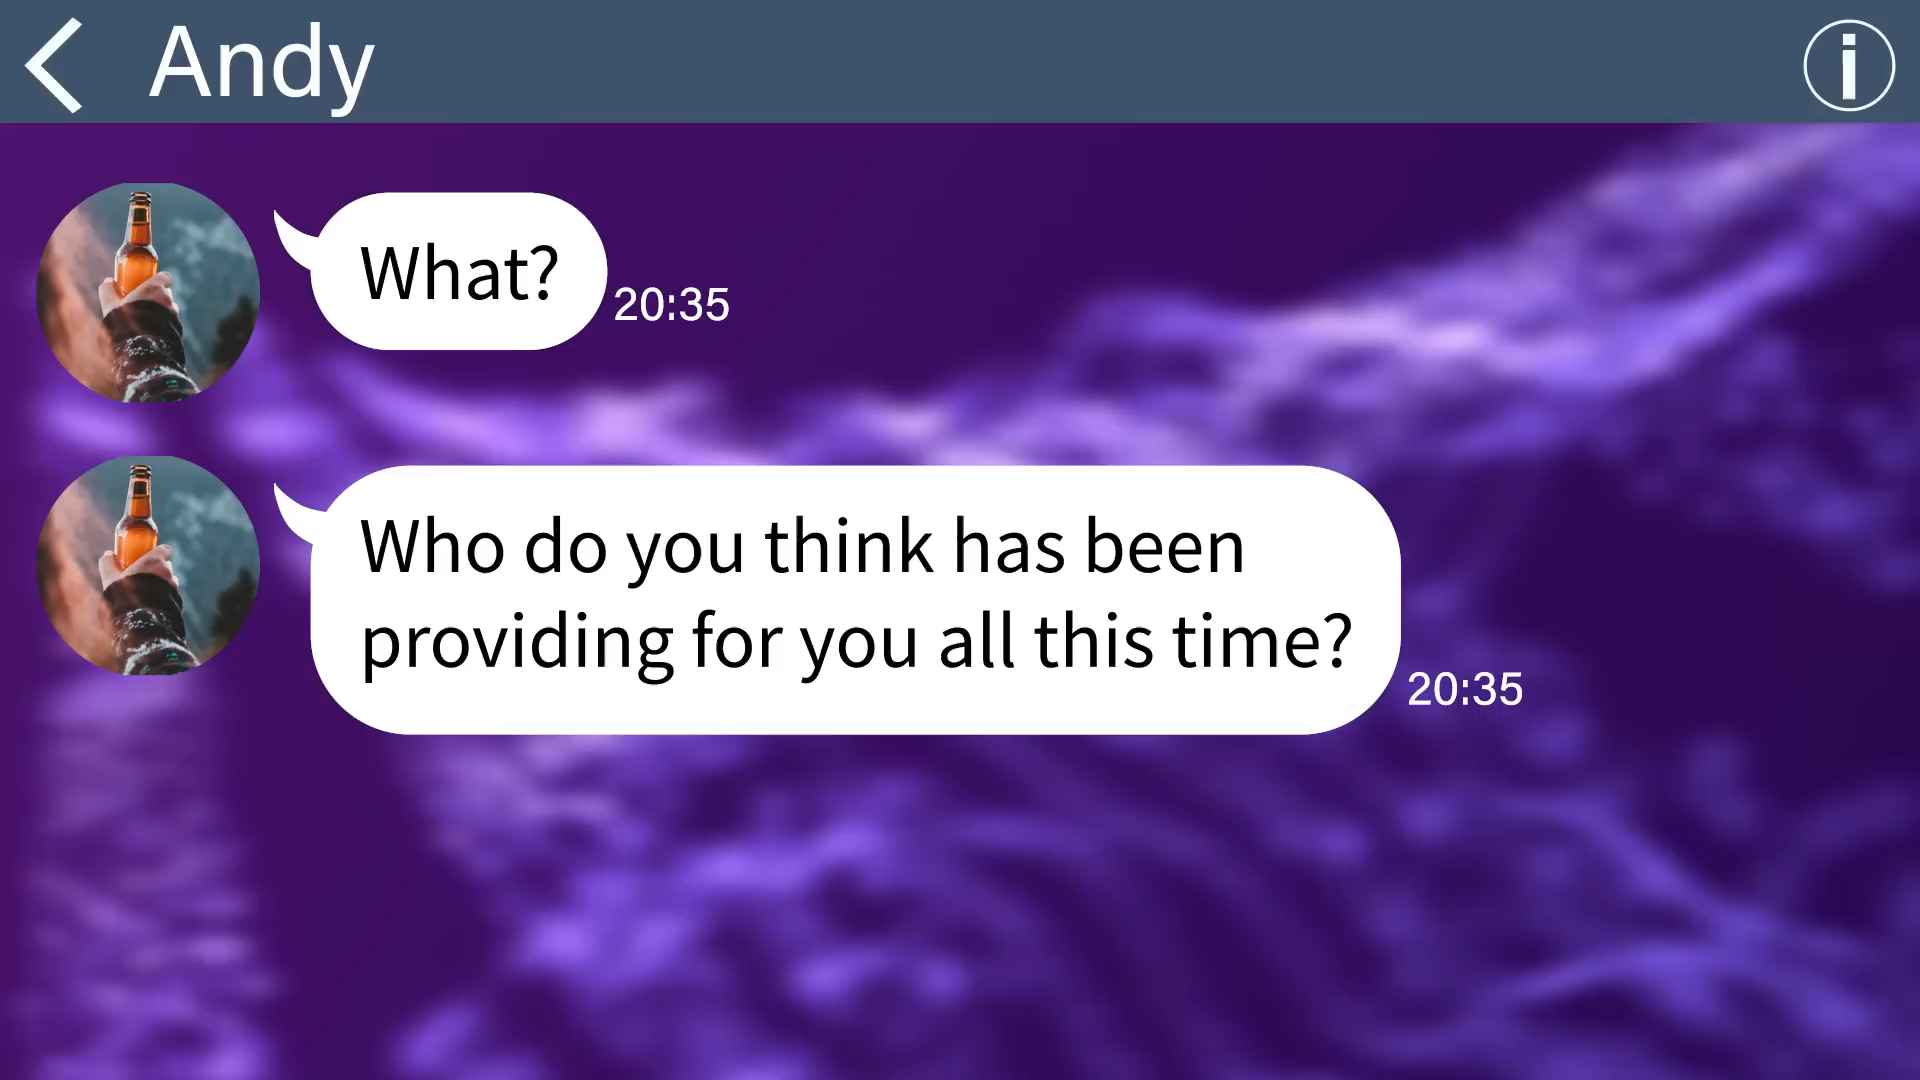 Andy
What?
20:35
Who do you think has been
providing for you all this time?
20:35